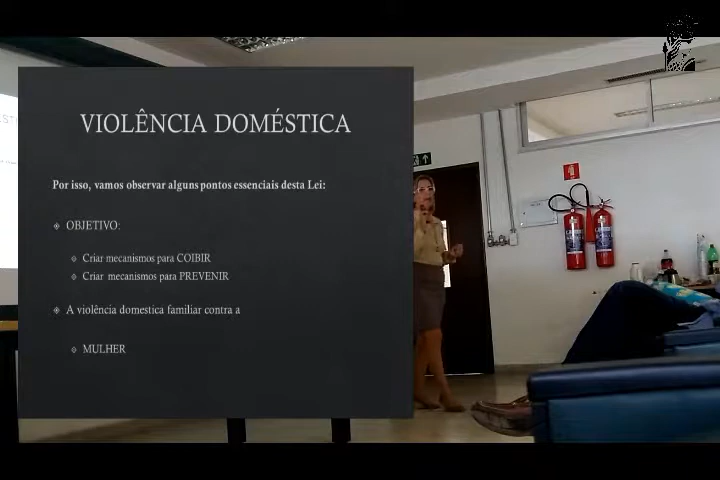 VIOLÊNCIA DOMÉSTICA
Por isso, vamos observar alguns pontos essenciais desta Lei:
OBJETIVO:
Criar mecanismos para COIBIR
Criar mecanismos para PREVENIR
A violência domestica familiar contra a
MULHER